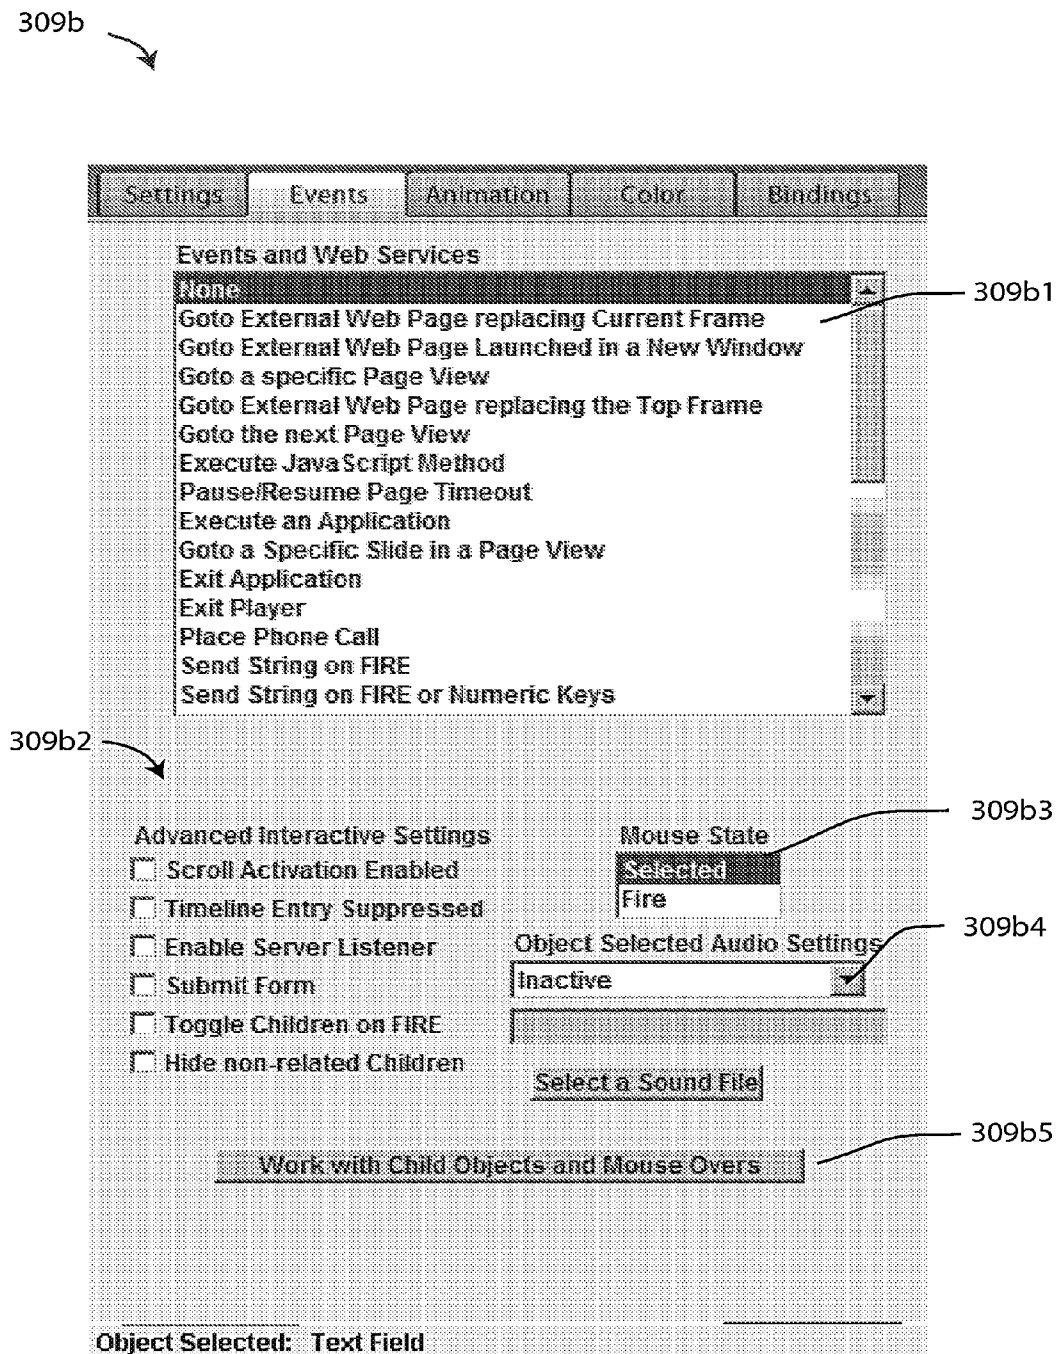 309b
Settings Events Animation Color Bindings
Events and Web Services
None
309b1
Goto External Web Page replacing Current Frame
Goto External Web Page Launched in a New Window
Goto a specific Page View
Goto External Web Page replacing the Top Frame
Goto the next Page View
Execute JavaScript Method
Pause/Resume Page Timeout
Execute an Application
Goto a Specific Slide in a Page View
Exit Application
Exit Player
Place Phone Call
Send String on FIRE
Send String on FIRE or Numeric Keys
309b2
309b3
Advanced Interactive Settings Mouse State
Scroll Activation Enabled Selected
Timeline Entry Suppressed Fire
309b4
Enable Server Listener Object Selected Audio Settings
Submit Form Inactive
Toggle Children on FIRE
Hide non-related Children
Select a Sound File
309b5
Work with Child Objects and Mouse Overs
Object Selected: Text Field